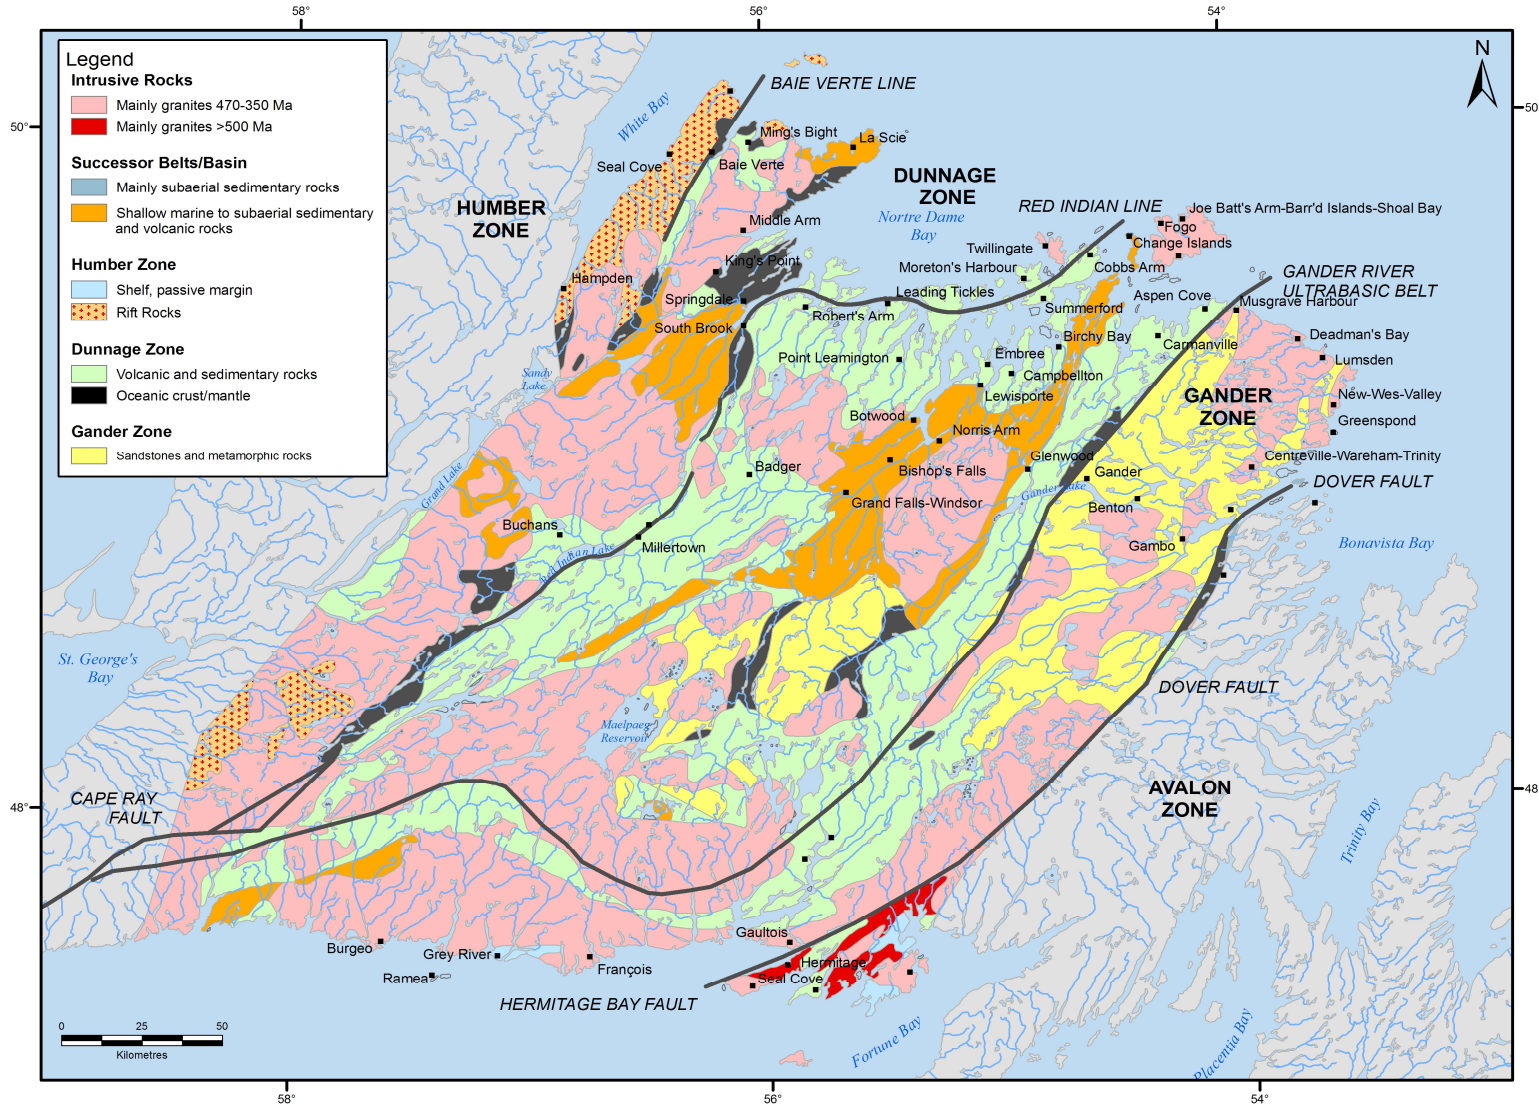 58°
56°
54°
50°
50
48°
48
58°
56°
54°
N
Legend
Intrusive Rocks
Mainly granites 470-350 Ma
Mainly granites >500 Ma
Successor Belts/Basin
Mainly subaerial sedimentary rocks
Shallow marine to subaerial sedimentary
and volcanic rocks
Humber Zone
Shelf, passive margin
Rift Rocks
Dunnage Zone
Volcanic and sedimentary rocks
Oceanic crust/mantle
Gander Zone
Sandstones and metamorphic rocks
BAIE VERTE LINE
White Bay
Ming's Bight
La Scie
Seal Cove
Baie Verte
DUNNAGE
ZONE
HUMBER
ZONE
Nortre Dame
Bay
RED INDIAN LINE
Joe Batt's Arm-Barr'd Islands-Shoal Bay
Fogo
Change Islands
Middle Arm
Twillingate
King's Point
Moreton's Harbour
Cobbs Arm
GANDER RIVER
ULTRABASIC BELT
Hampden
Leading Tickles
Aspen Cove
Musgrave Harbour
Springdale
Robert's Arm
Summerford
South Brook
Birchy Bay
Carmanville
Deadman's Bay
Point Leamington
Embree
Lumsden
Sandy
Lake
Campbellton
Lewisporte
GANDER
ZONE
New-Wes-Valley
Botwood
Norris Arm
Greenspond
Glenwood
Centreville-Wareham-Trinity
Badger
Bishop's Falls
Gander
DOVER FAULT
Grand Lake
Gander Lake
Grand Falls-Windsor
Benton
Buchans
Millertown
Gambo
Bonavista Bay
Red Indian Lake
St. George's
Bay
DOVER FAULT
Maelpaeg
Reservoir
CAPE RAY
FAULT
AVALON
ZONE
Trinity Bay
Burgeo
Grey River
François
Ramea
Gaultois
Hermitage
Seal Cove
HERMITAGE BAY FAULT
Fortune Bay
Placentia Bay
0 25 50
Kilometres